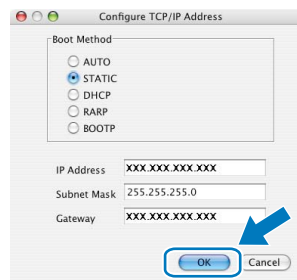 Configure TCP/IP Address
Boot Method
AUTO
STATIC
DHCP
RARP
BOOTP
IP Address XXX.XXX.XXX.XXX
Subnet Mask 255.255.255.0
Gateway XXX.XXX.XXX.XXX
OK Cancel